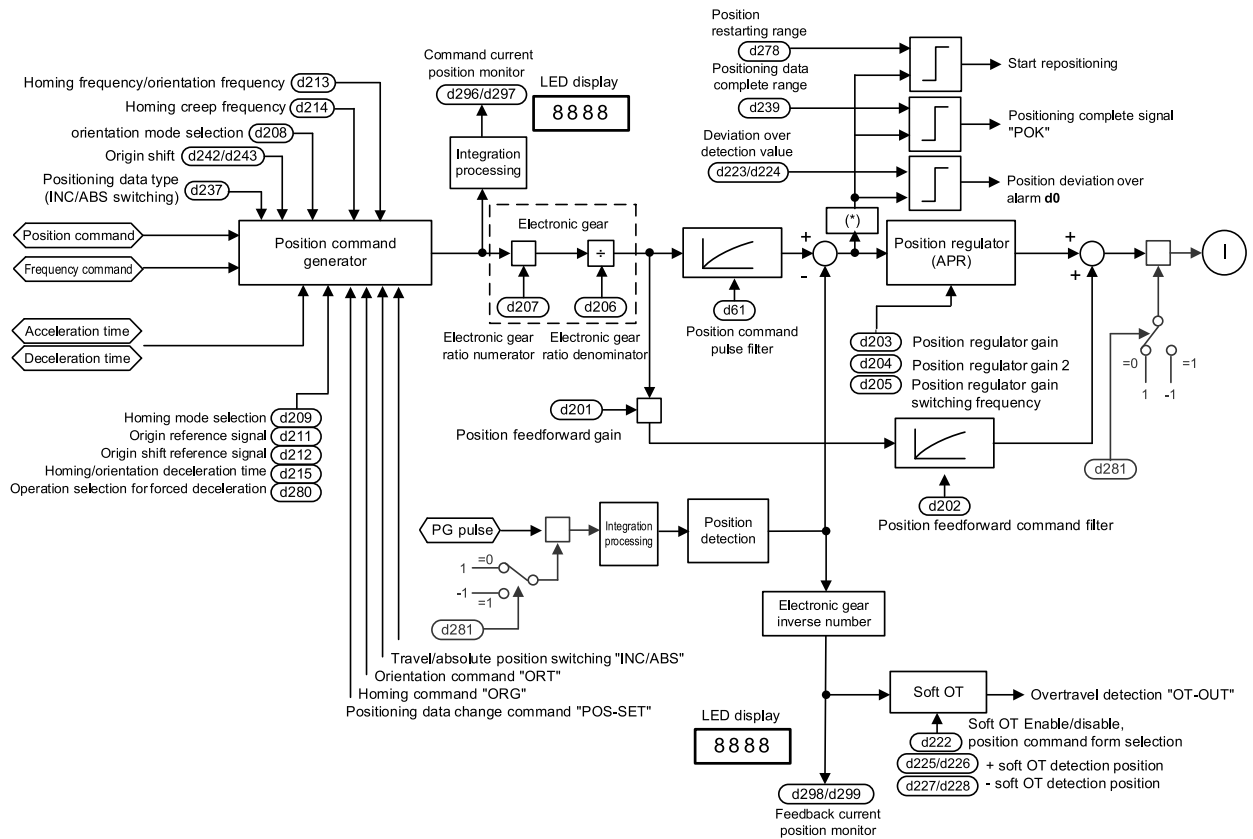 Position
restarting range
d278
Start repositioning
Positioning data
complete range
d239
Positioning complete signal
"POK"
Deviation over
detection value
d223/d224
Position deviation over
alarm d0
(*)
Command current
position monitor
d296/d297
LED display
8888
Integration
processing
Homing frequency/orientation frequency d213
Homing creep frequency d214
orientation mode selection d208
Origin shift d242/d243
Positioning data type
(INC/ABS switching)
d237
Position command
Frequency command
Position command
generator
Acceleration time
Deceleration time
Electronic gear
÷
d207
d206
Electronic gear
ratio numerator
Electronic gear
ratio denominator
d61
Position command
pulse filter
+
-
Position regulator
(APR)
+
+
I
d203 Position regulator gain
d204 Position regulator gain 2
d205 Position regulator gain
switching frequency
=0
=1
1
-1
d281
d201
Position feedforward gain
d202
Position feedforward command filter
Homing mode selection d209
Origin reference signal d211
Origin shift reference signal d212
Homing/orientation deceleration time d215
Operation selection for forced deceleration d280
PG pulse
Integration
processing
Position
detection
1
=0
-1
=1
d281
Electronic gear
inverse number
Travel/absolute position switching "INC/ABS"
Orientation command "ORT"
Homing command "ORG"
Positioning data change command "POS-SET"
Soft OT
Overtravel detection "OT-OUT"
LED display
8888
d222
Soft OT Enable/disable,
position command form selection
d225/d226 + soft OT detection position
d227/d228 - soft OT detection position
d298/d299
Feedback current
position monitor